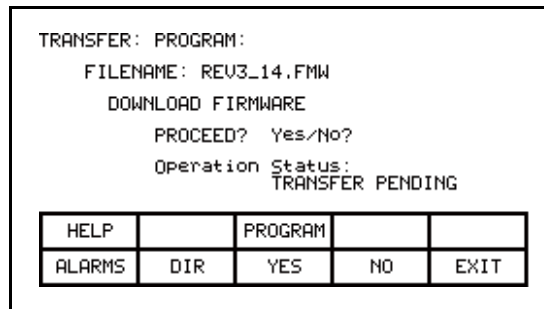 TRANSFER: PROGRAM:
FILENAME: REV3_14.FMW
DOWNLOAD FIRMWARE
PROCEED? Yes/No?
Operation Status:
TRANSFER PENDING
HELP PROGRAM
ALARMS DIR YES NO EXIT